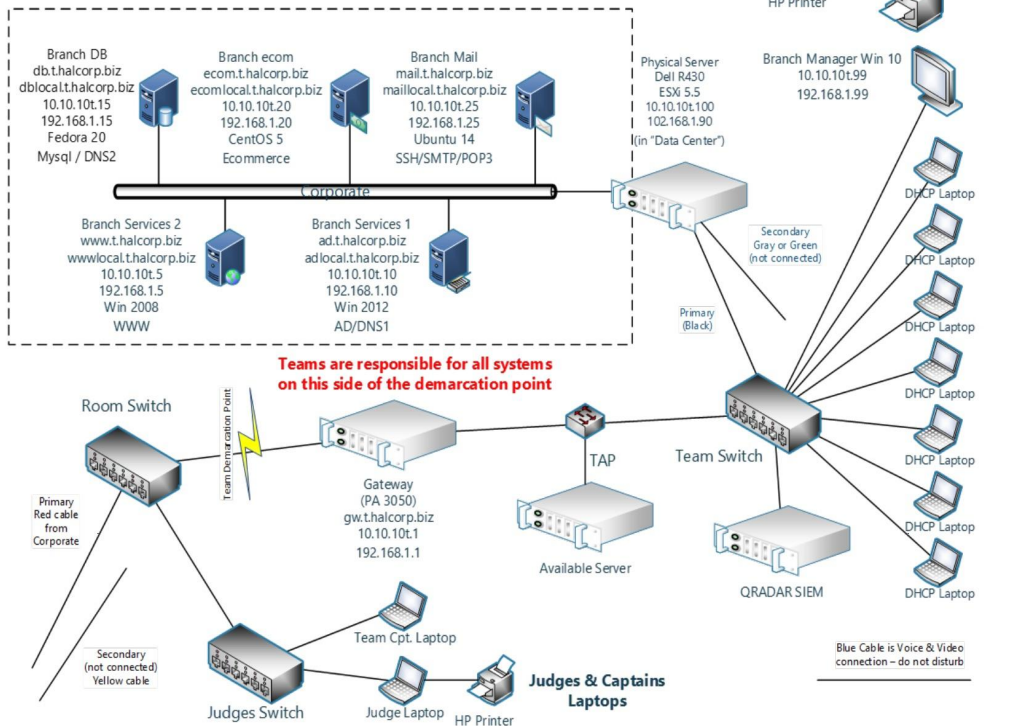 HP Printer
Branch DB
db.t.halcorp.biz
dblocal.t.halcorp.biz
10.10.10t.15
192.168.1.15
Fedora 20
Mysql / DNS2
Branch ecom
ecom.t.halcorp.biz
ecomlocal.t.halcorp.biz
10.10.10t.20
192.168.1.20
CentOS 5
Ecommerce
Branch Mail
mail.t.halcorp.biz
maillocal.t.halcorp.biz
10.10.10t.25
192.168.1.25
Ubuntu 14
SSH/SMTP/POP3
Physical Server
Dell R430
ESXi 5.5
10.10.10t.100
102.168.1.90
(in "Data Center")
Branch Manager Win 10
10.10.10t.99
192.168.1.99
Corporate
Branch Services 2
www.t.halcorp.biz
wwwlocal.t.halcorp.biz
10.10.10t.5
192.168.1.5
Win 2008
WWW
Branch Services 1
ad.t.halcorp.biz
adlocal.t.halcorp.biz
10.10.10t.10
192.168.1.10
Win 2012
AD/DNS1
Secondary
Gray or Green
(not connected)
Primary
(Black)
DHCP Laptop
DHCP Laptop
DHCP Laptop
DHCP Laptop
DHCP Laptop
DHCP Laptop
DHCP Laptop
Teams are responsible for all systems
on this side of the demarcation point
Room Switch
Team Demarcation Point
Gateway
(PA 3050)
gw.t.halcorp.biz
10.10.10t.1
192.168.1.1
TAP
Team Switch
Available Server
QRADAR SIEM
Primary
Red cable
from
Corporate
Secondary
(not connected)
Yellow cable
Team Cpt. Laptop
Judges Switch
Judge Laptop
HP Printer
Judges & Captains
Laptops
Blue Cable is Voice & Video
connection – do not disturb